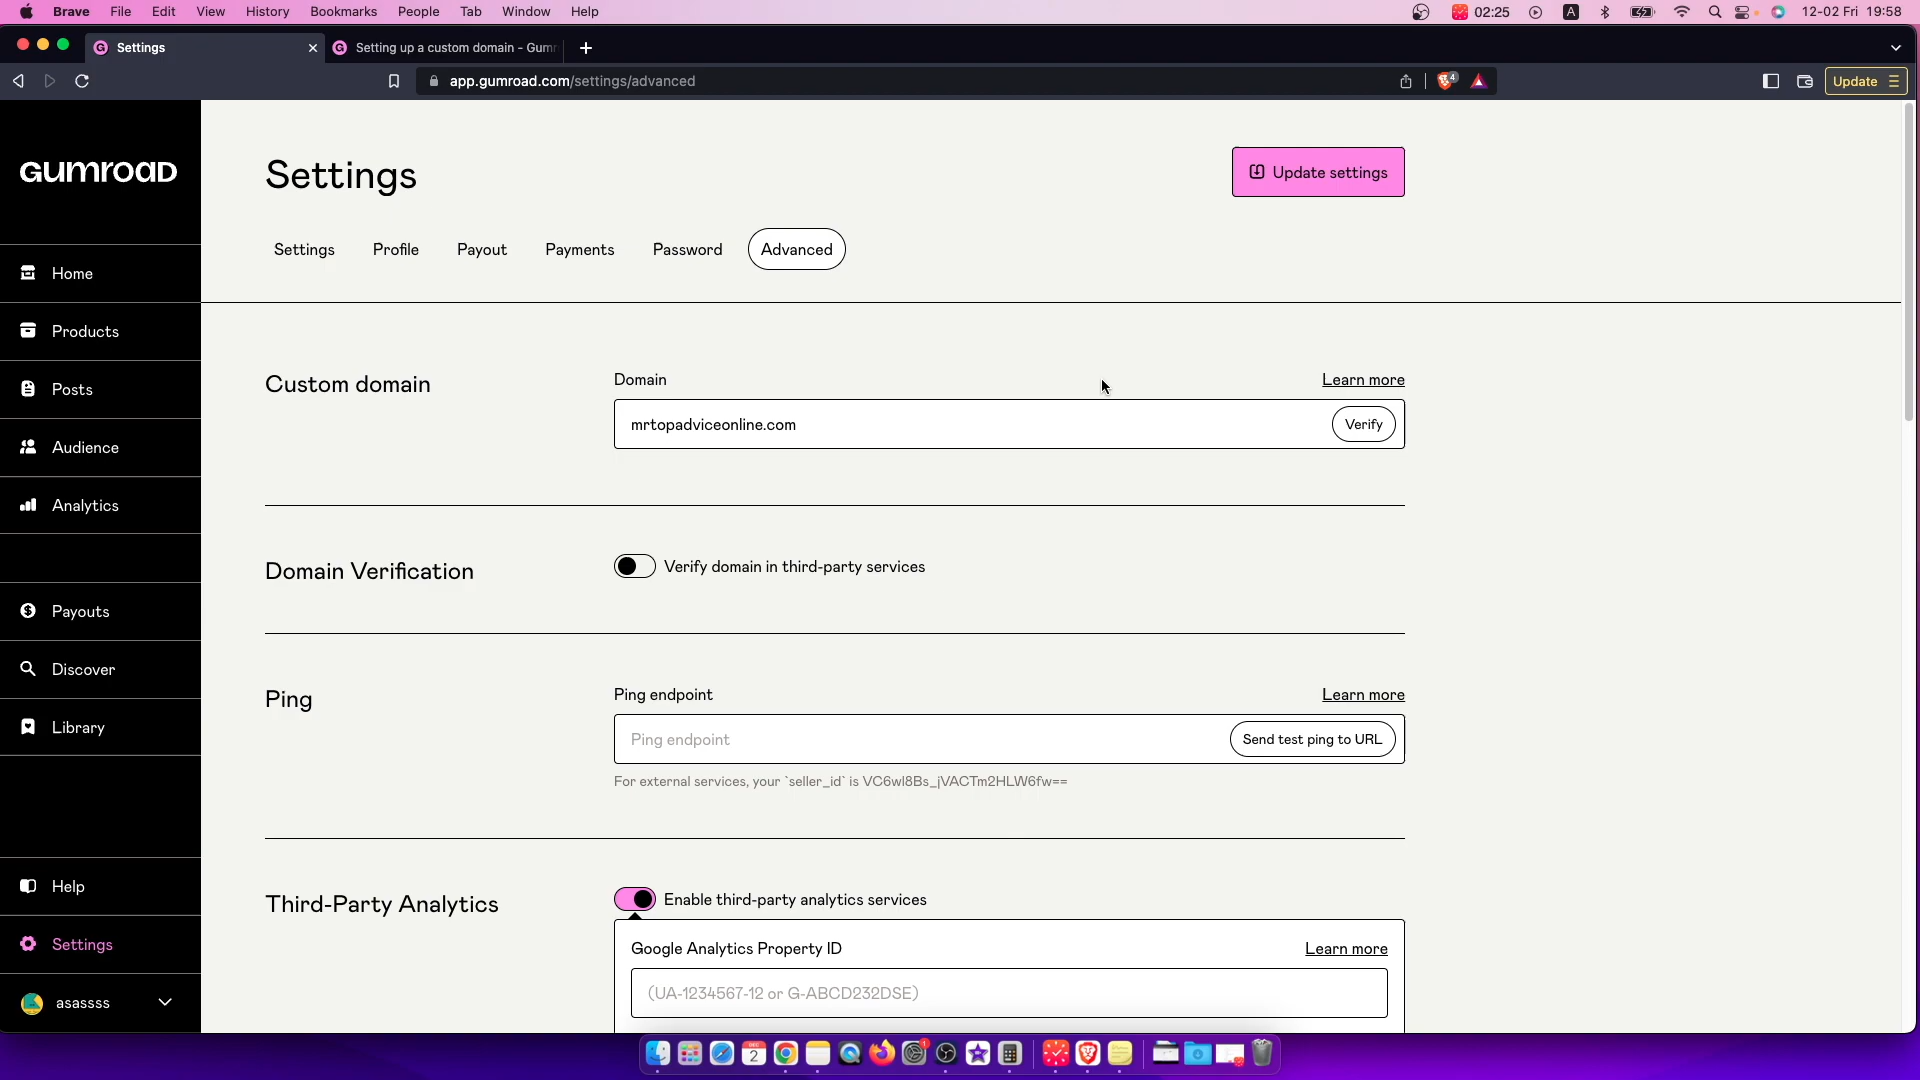 Brave File Edit View History Bookmarks People Tab Window Help 02:25 A 12-02 Fri 19:58
Settings Setting up a custom domain - Gum
app.gumroad.com/settings/advanced 4 Update
GUMROAD
Settings
Update settings
Settings Profile Payout Payments Password Advanced
Home
Products
Posts
Audience
Analytics
Payouts
Discover
Library
Help
Settings
asassss
Custom domain
Domain Learn more
mrtopadviceonline.com Verify
Domain Verification
Verify domain in third-party services
Ping
Ping endpoint Learn more
Ping endpoint Send test ping to URL
For external services, your `seller_id` is VC6wl8Bs_jVACTm2HLW6fw==
Third-Party Analytics
Enable third-party analytics services
Google Analytics Property ID Learn more
(UA-1234567-12 or G-ABCD232DSE)
DEC
2
1